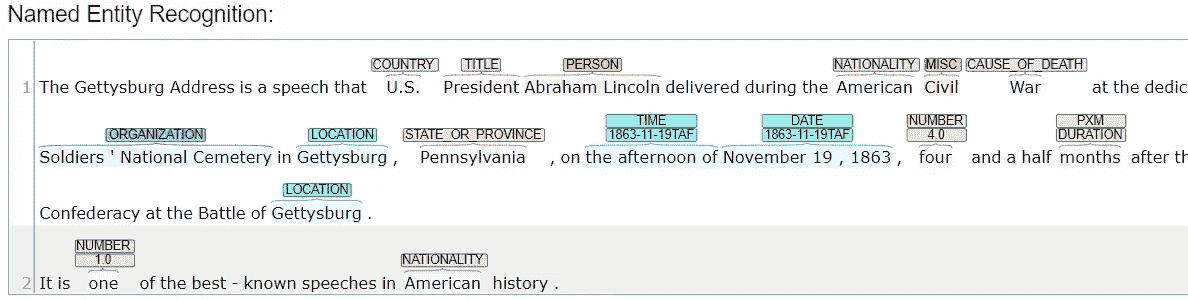 Named Entity Recognition:
COUNTRY TITLE PERSON NATIONALITY MISC CAUSE_OF_DEATH
1 The Gettysburg Address is a speech that U.S. President Abraham Lincoln delivered during the American Civil War at the dedic
TIME DATE NUMBER PXM
ORGANIZATION LOCATION STATE_OR_PROVINCE 1863-11-19TAF 1863-11-19TAF 4.0 DURATION
Soldiers ' National Cemetery in Gettysburg , Pennsylvania , on the afternoon of November 19 , 1863 , four and a half months after th
LOCATION
Confederacy at the Battle of Gettysburg .
NUMBER
1.0 NATIONALITY
2 It is one of the best - known speeches in American history .